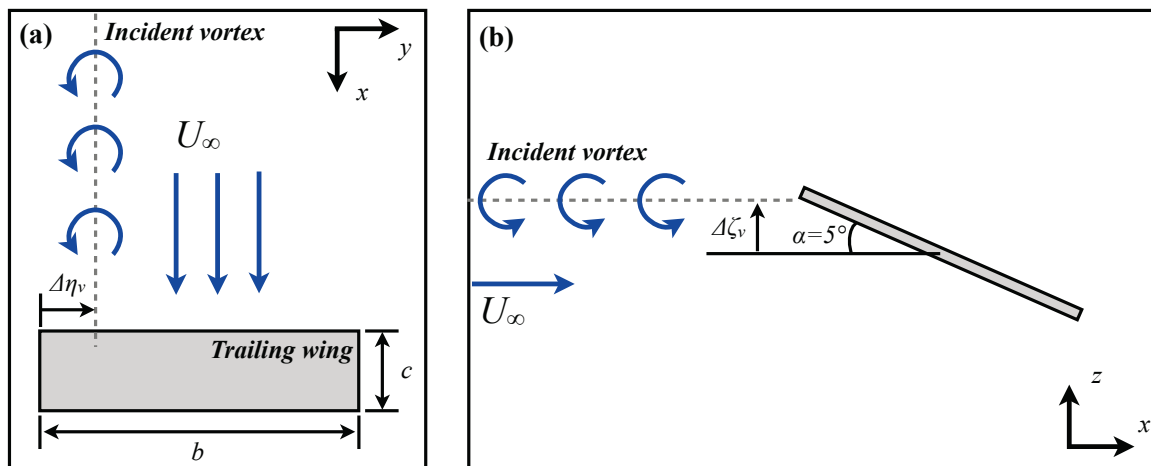 (a)
Incident vortex
y
x
U∞
Δηᵥ
Trailing wing
c
b
(b)
Incident vortex
Δζᵥ
α=5°
U∞
z
x